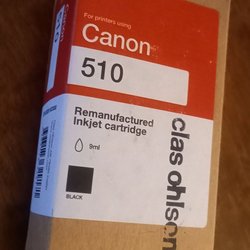 For printers using
Canon
510
Remanufactured
Inkjet cartridge
9ml
BLACK
clas ohlson